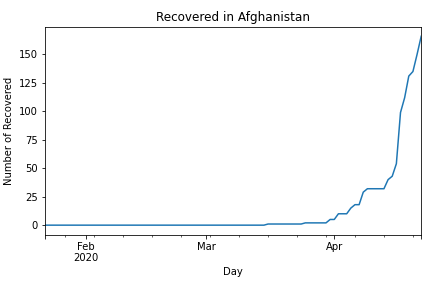 Recovered in Afghanistan
Number of Recovered
150
125
100
75
50
25
0
Feb
2020
Mar
Apr
Day